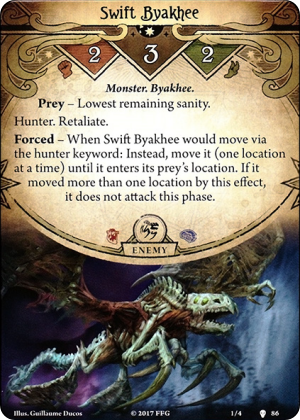 Swift Byakhee
2 3 2
Monster. Byakhee.
Prey – Lowest remaining sanity.
Hunter. Retaliate.
Forced – When Swift Byakhee would move via
the hunter keyword: Instead, move it (one location
at a time) until it enters its prey's location. If it
moved more than one location by this effect,
it does not attack this phase.
ENEMY
Illus. Guillaume Ducos © 2017 FFG 1/4 86